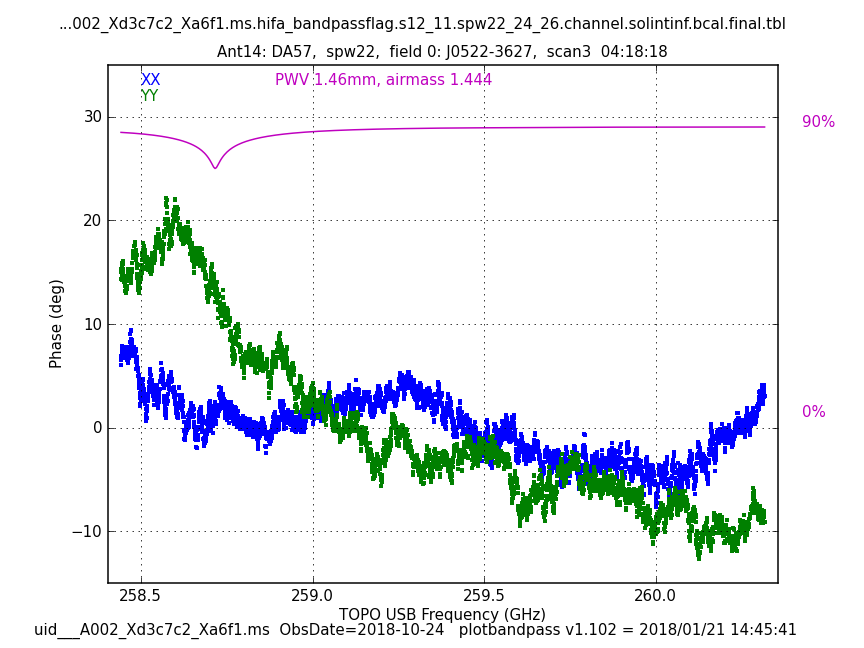 ...002_Xd3c7c2_Xa6f1.ms.hifa_bandpassflag.s12_11.spw22_24_26.channel.solintinf.bcal.final.tbl
Ant14: DA57, spw22, field 0: J0522-3627, scan3 04:18:18
XX
PWV 1.46mm, airmass 1.444
YY
90%
30
20
10
0
−10
0%
Phase (deg)
258.5 259.0 259.5 260.0
TOPO USB Frequency (GHz)
uid___A002_Xd3c7c2_Xa6f1.ms ObsDate=2018-10-24 plotbandpass v1.102 = 2018/01/21 14:45:41